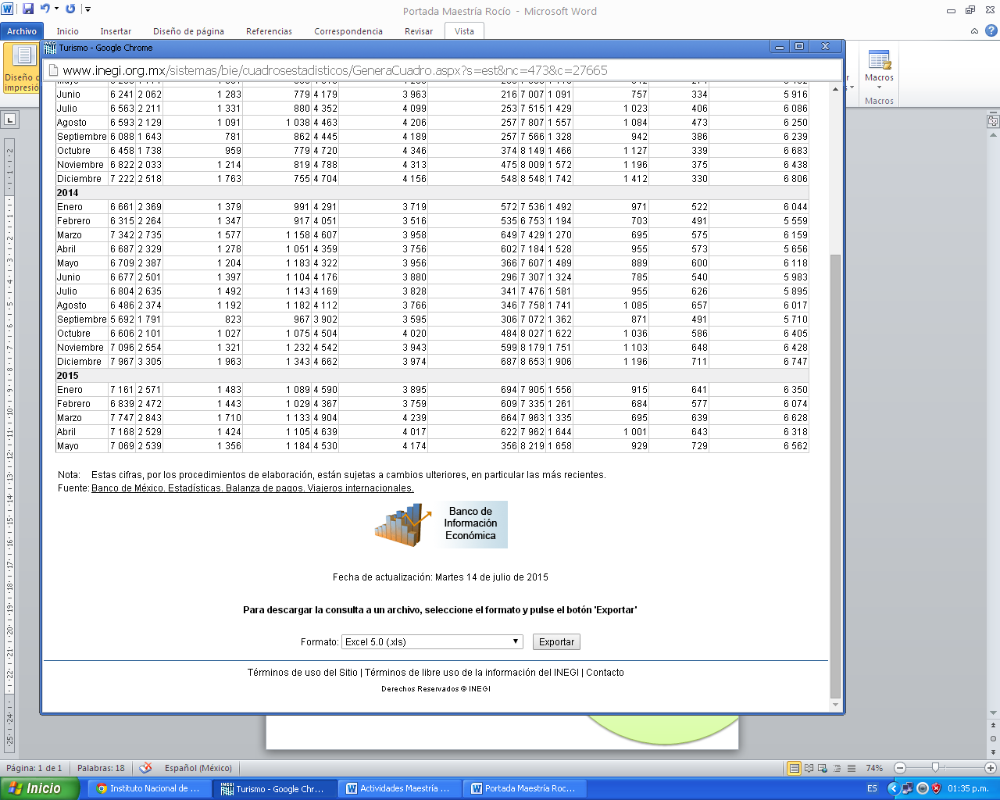 Portada Maestría Rocío - Microsoft Word
Archivo Inicio Insertar Diseño de página Referencias Correspondencia Revisar Vista
Diseño d
impresión
Macros
Macros
Turismo - Google Chrome
www.inegi.org.mx/sistemas/bie/cuadrosestadisticos/GeneraCuadro.aspx?s=est&nc=473&c=27665
Junio 6 241 2 062 1 283 779 4 179 3 963 216 7 007 1 091 757 334 5 916
Julio 6 563 2 211 1 331 880 4 352 4 099 253 7 515 1 429 1 023 406 6 086
Agosto 6 593 2 129 1 091 1 038 4 463 4 206 257 7 807 1 557 1 084 473 6 250
Septiembre 6 088 1 643 781 862 4 445 4 189 257 7 566 1 328 942 386 6 239
Octubre 6 458 1 738 959 779 4 720 4 346 374 8 149 1 466 1 127 339 6 683
Noviembre 6 822 2 033 1 214 819 4 788 4 313 475 8 009 1 572 1 196 375 6 438
Diciembre 7 222 2 518 1 763 755 4 704 4 156 548 8 548 1 742 1 412 330 6 806
2014
Enero 6 661 2 369 1 379 991 4 291 3 719 572 7 536 1 492 971 522 6 044
Febrero 6 315 2 264 1 347 917 4 051 3 516 535 6 753 1 194 703 491 5 559
Marzo 7 342 2 735 1 577 1 158 4 607 3 958 649 7 429 1 270 695 575 6 159
Abril 6 687 2 329 1 278 1 051 4 359 3 756 602 7 184 1 528 955 573 5 656
Mayo 6 709 2 387 1 204 1 183 4 322 3 956 366 7 607 1 489 889 600 6 118
Junio 6 677 2 501 1 397 1 104 4 176 3 880 296 7 307 1 324 785 540 5 983
Julio 6 804 2 635 1 492 1 143 4 169 3 828 341 7 476 1 581 955 626 5 895
Agosto 6 486 2 374 1 192 1 182 4 112 3 766 346 7 758 1 741 1 085 657 6 017
Septiembre 5 692 1 791 823 967 3 902 3 595 306 7 072 1 362 871 491 5 710
Octubre 6 606 2 101 1 027 1 075 4 504 4 020 484 8 027 1 622 1 036 586 6 405
Noviembre 7 096 2 554 1 321 1 232 4 542 3 943 599 8 179 1 751 1 103 648 6 428
Diciembre 7 967 3 305 1 963 1 343 4 662 3 974 687 8 653 1 906 1 196 711 6 747
2015
Enero 7 161 2 571 1 483 1 089 4 590 3 895 694 7 905 1 556 915 641 6 350
Febrero 6 839 2 472 1 443 1 029 4 367 3 759 609 7 335 1 261 684 577 6 074
Marzo 7 747 2 843 1 710 1 133 4 904 4 239 664 7 963 1 335 695 639 6 628
Abril 7 168 2 529 1 424 1 105 4 639 4 017 622 7 962 1 644 1 001 643 6 318
Mayo 7 069 2 539 1 356 1 184 4 530 4 174 356 8 219 1 658 929 729 6 562
Nota: Estas cifras, por los procedimientos de elaboración, están sujetas a cambios ulteriores, en particular las más recientes.
Fuente: Banco de México. Estadísticas. Balanza de pagos. Viajeros internacionales.
Banco de
Información
Económica
Fecha de actualización: Martes 14 de julio de 2015
Para descargar la consulta a un archivo, seleccione el formato y pulse el botón 'Exportar'
Formato: Excel 5.0 (.xls) Exportar
Términos de uso del Sitio | Términos de libre uso de la información del INEGI | Contacto
Derechos Reservados © INEGI
Página: 1 de 1 Palabras: 18 Español (México) 74%
Inicio Instituto Nacional de ... Turismo - Google Chr... Actividades Maestría ... Portada Maestría Roc... ES 01:35 p.m.